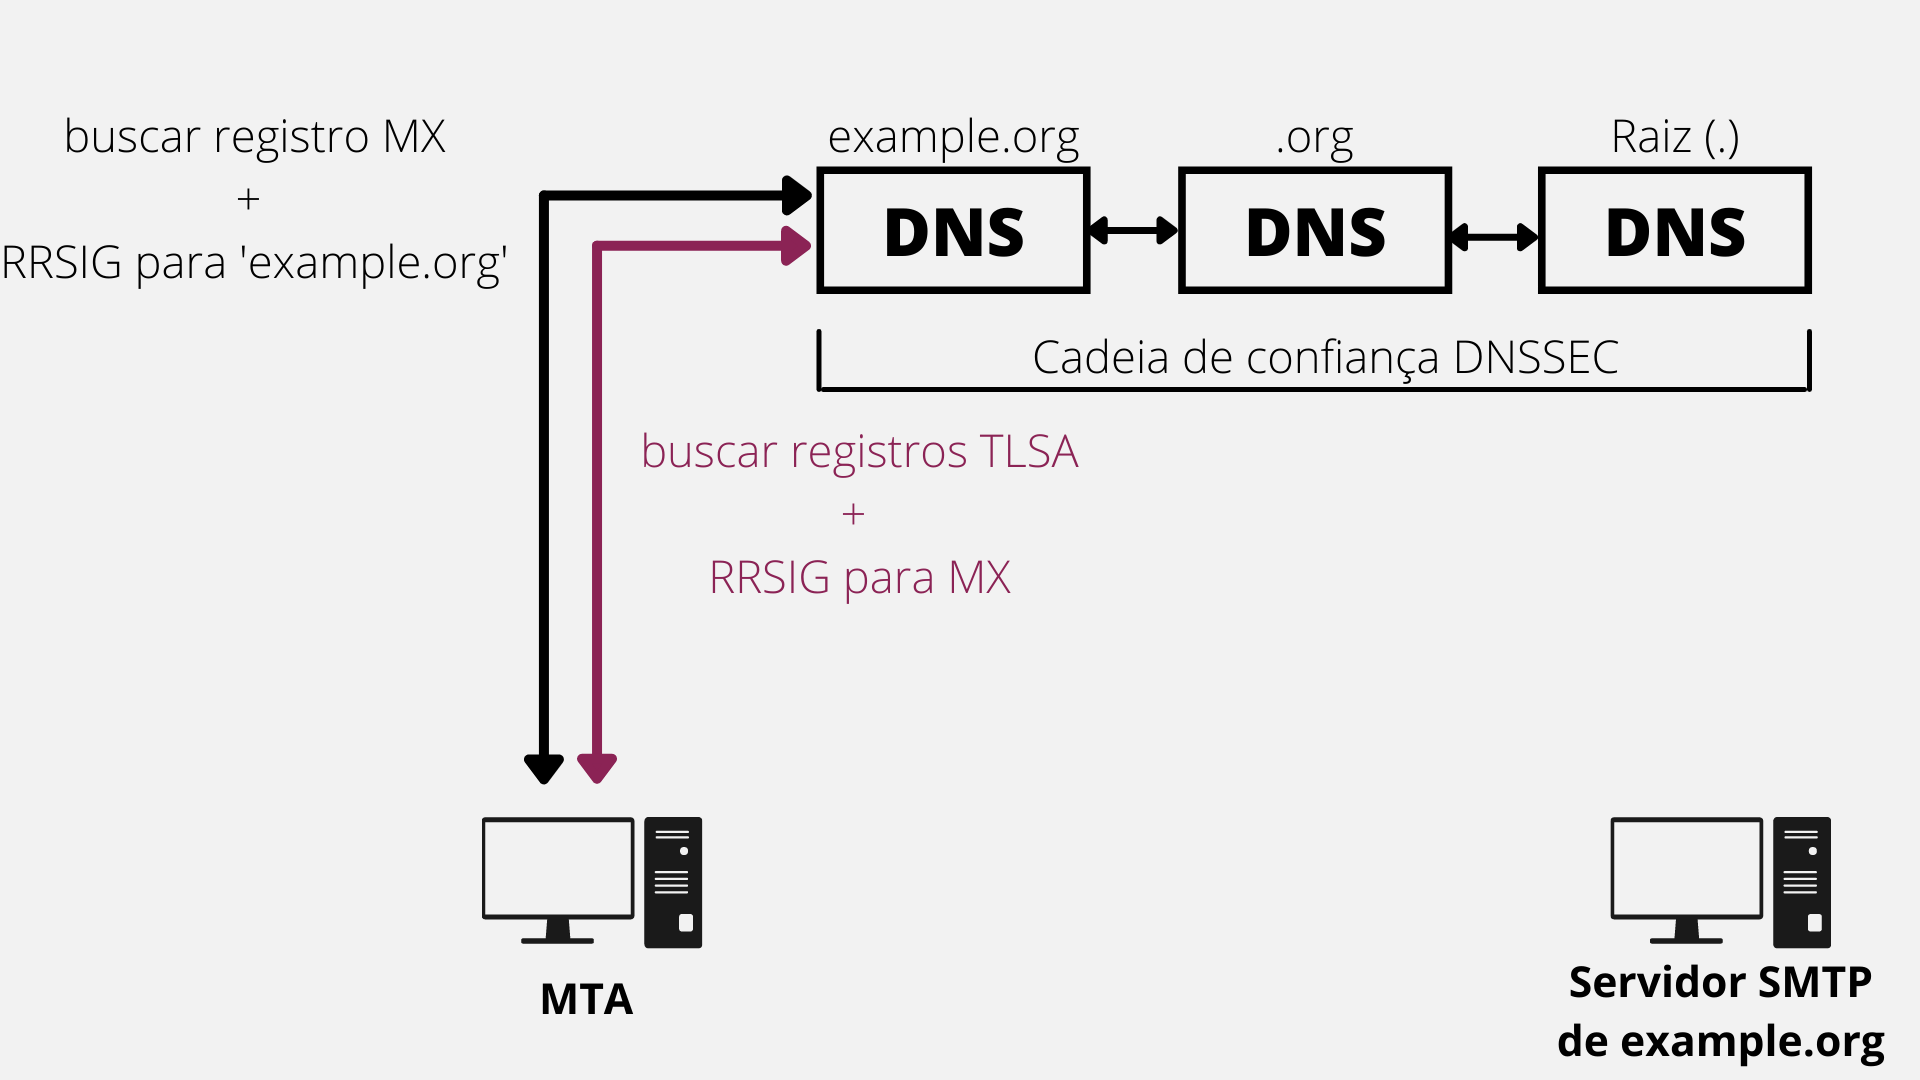 buscar registro MX
+
RRSIG para 'example.org'
example.org
.org
Raiz (.)
DNS
DNS
DNS
Cadeia de confiança DNSSEC
buscar registros TLSA
+
RRSIG para MX
MTA
Servidor SMTP
de example.org